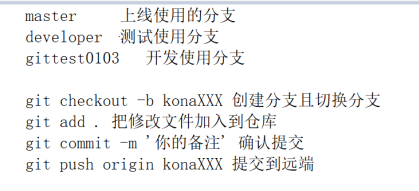 master 上线使用的分支
developer 测试使用分支
gittest0103 开发使用分支
git checkout -b konaXXX 创建分支且切换分支
git add . 把修改文件加入到仓库
git commit -m '你的备注' 确认提交
git push origin konaXXX 提交到远端